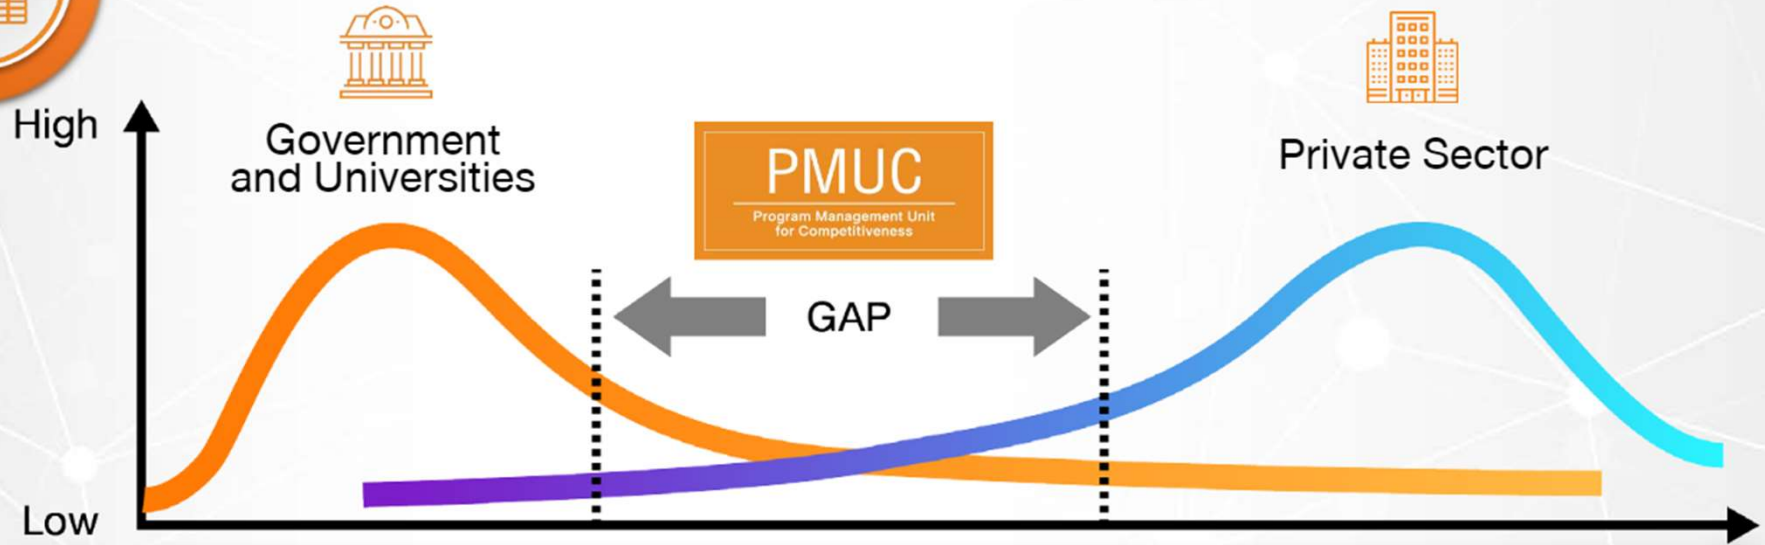 High
Government
and Universities
PMUC
Program Management Unit
for Competitiveness
Private Sector
GAP
Low